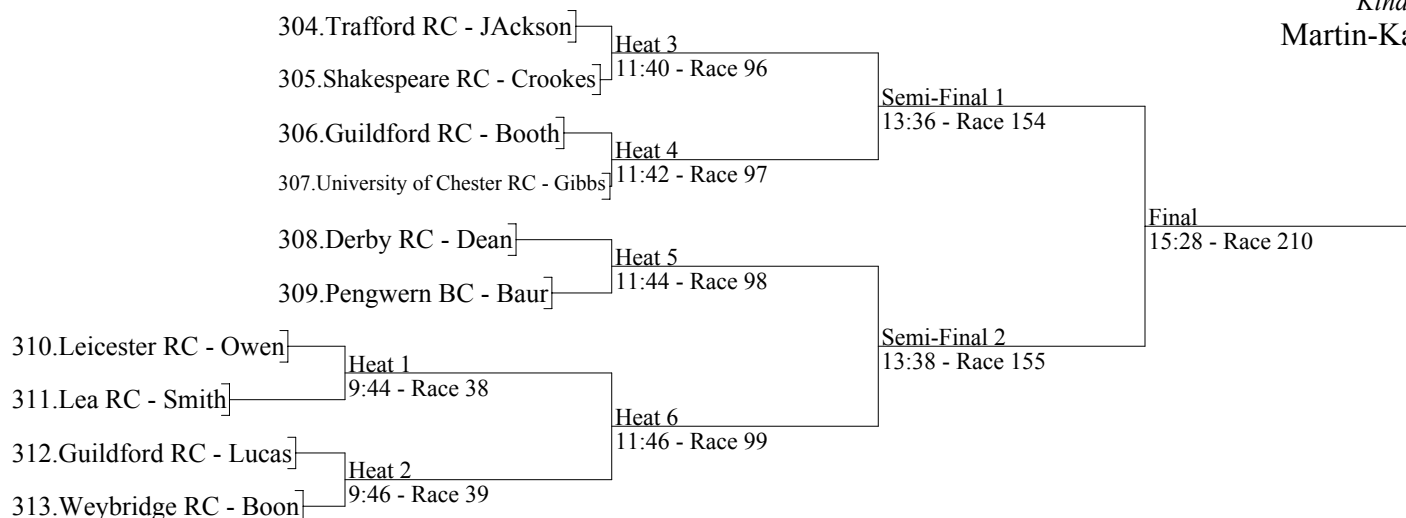 Martin-Ka
304.Trafford RC - JAckson
Heat 3
11:40 - Race 96
305.Shakespeare RC - Crookes
Semi-Final 1
13:36 - Race 154
306.Guildford RC - Booth
Heat 4
11:42 - Race 97
307.University of Chester RC - Gibbs
Final
15:28 - Race 210
308.Derby RC - Dean
Heat 5
11:44 - Race 98
309.Pengwern BC - Baur
Semi-Final 2
13:38 - Race 155
310.Leicester RC - Owen
Heat 1
9:44 - Race 38
311.Lea RC - Smith
Heat 6
11:46 - Race 99
312.Guildford RC - Lucas
Heat 2
9:46 - Race 39
313.Weybridge RC - Boon